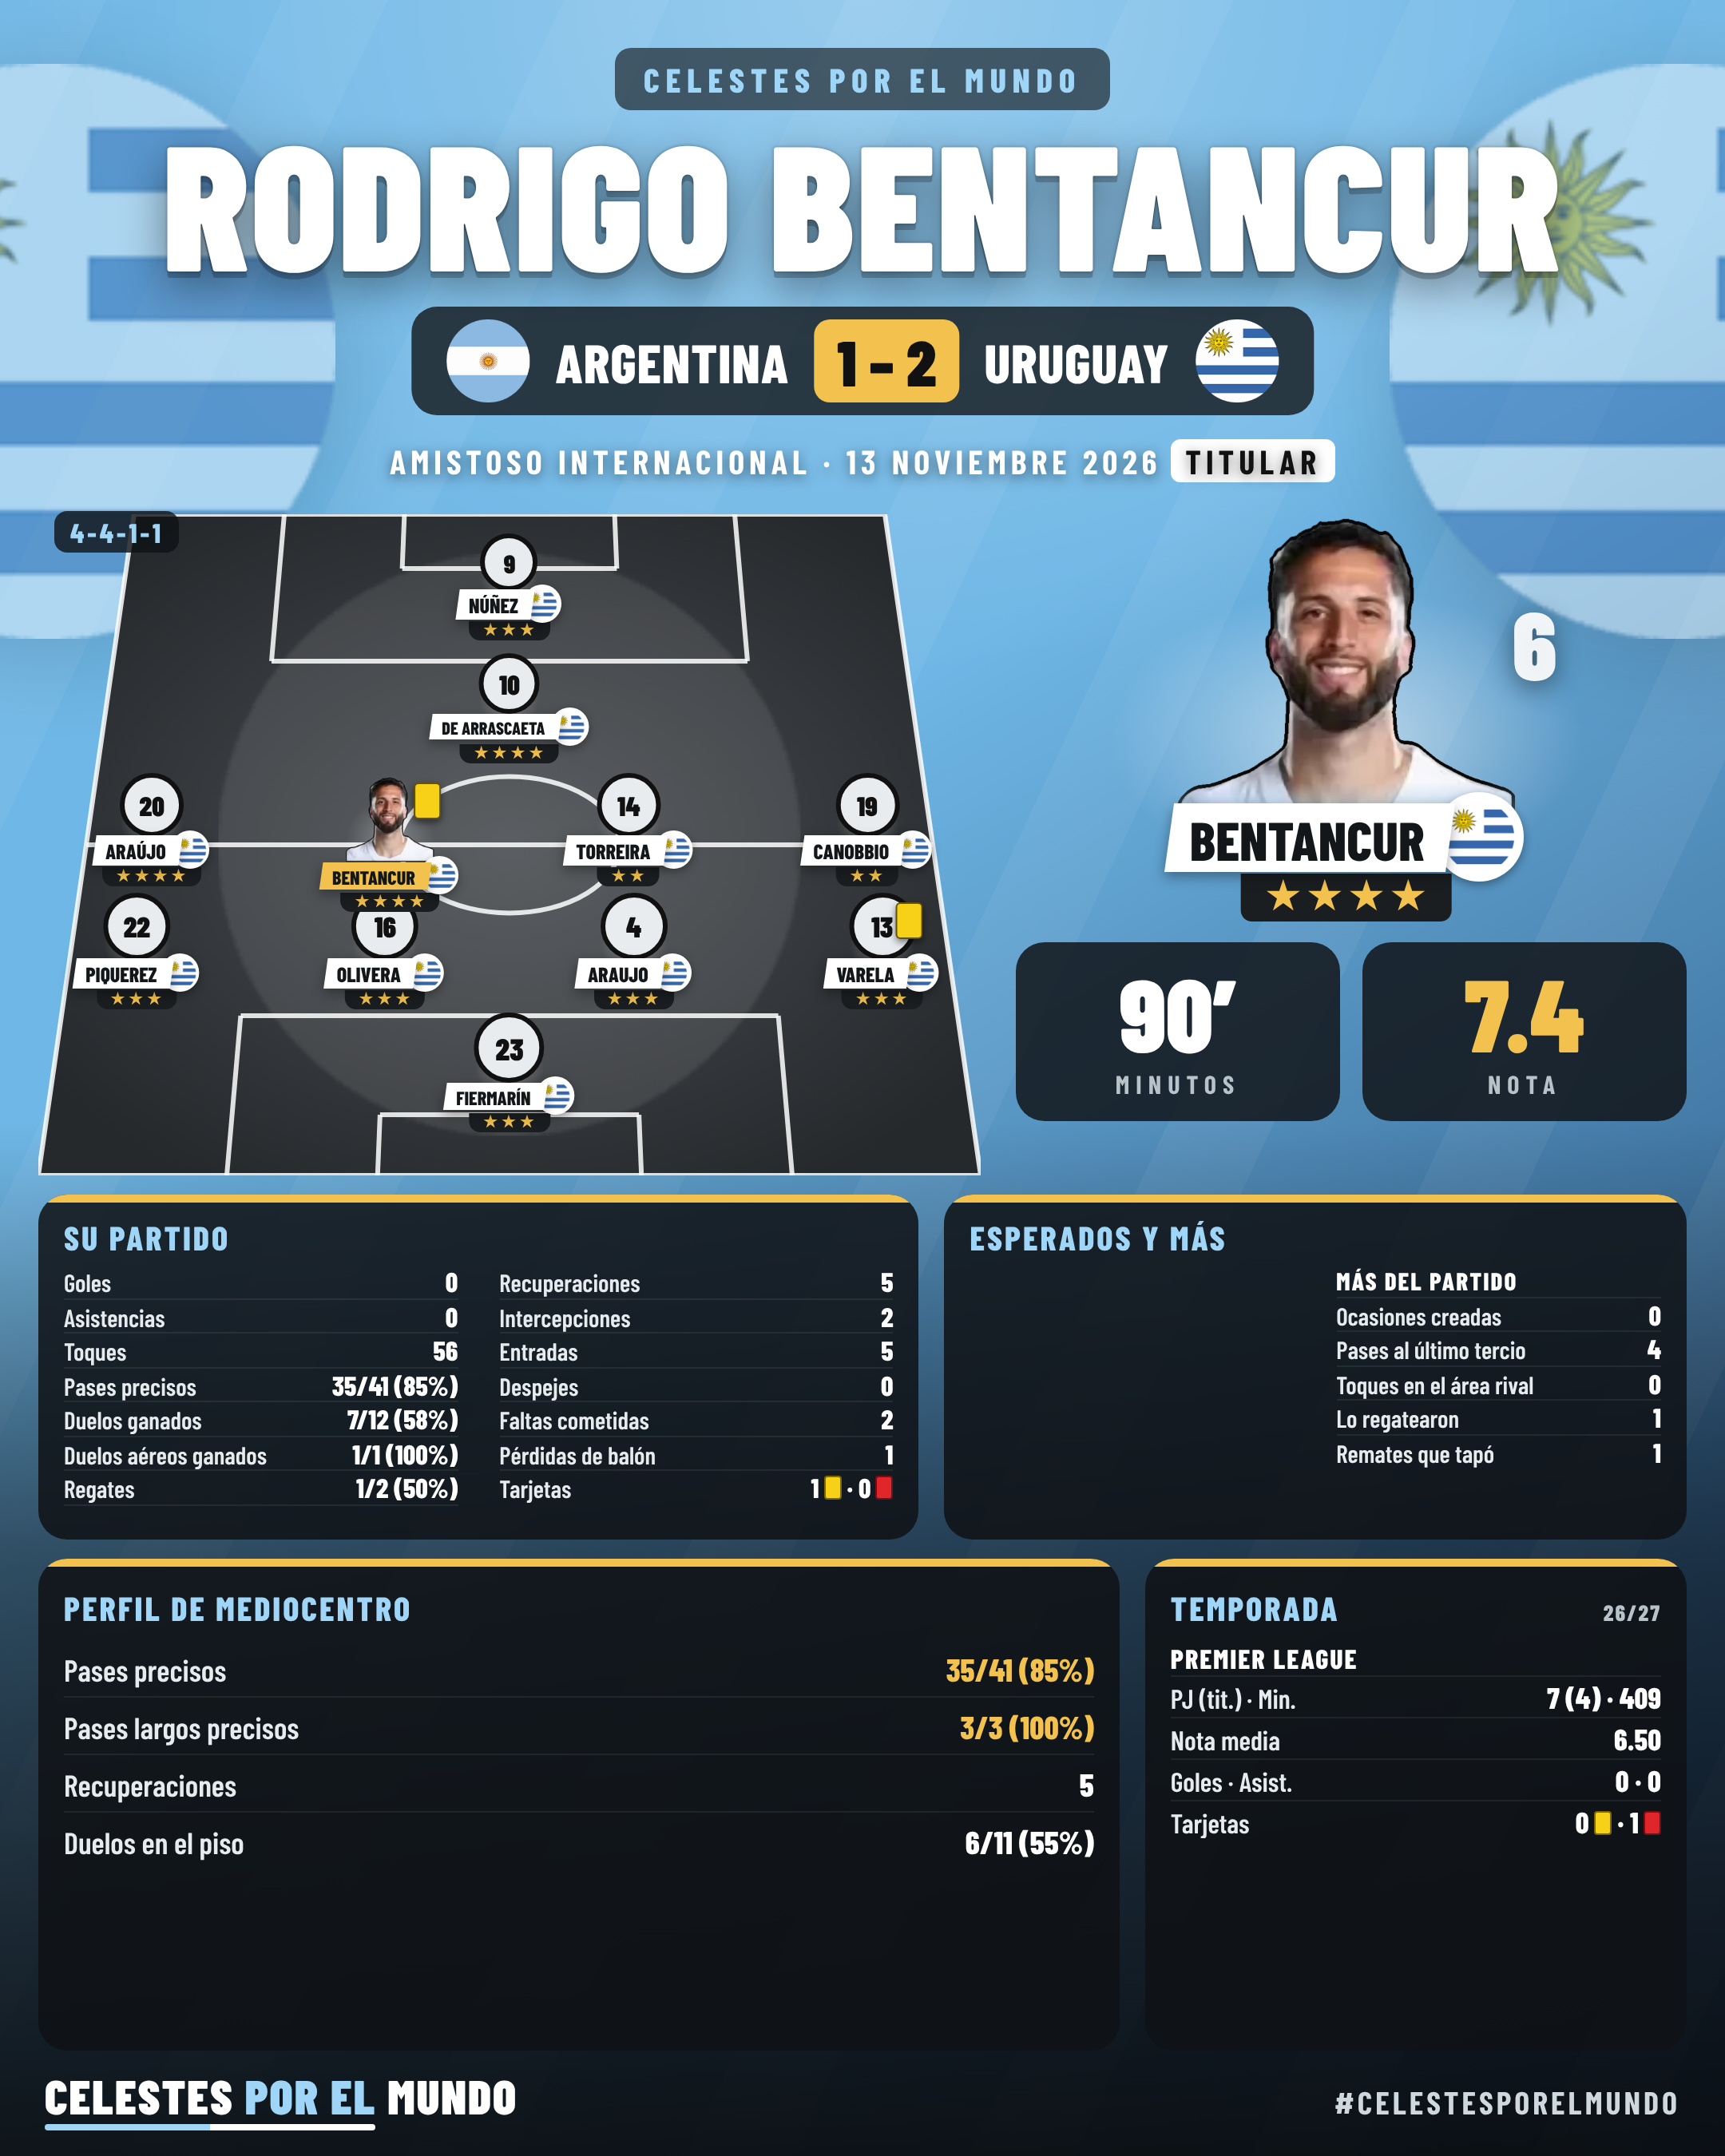 CELESTES POR EL MUNDO
RODRIGO BENTANCUR
ARGENTINA 1 - 2 URUGUAY
AMISTOSO INTERNACIONAL · 13 NOVIEMBRE 2026 TITULAR
4-4-1-1
9
NÚÑEZ
10
DE ARRASCAETA
20
ARAÚJO
BENTANCUR
14
TORREIRA
19
CANOBBIO
22
PIQUEREZ
16
OLIVERA
4
ARAUJO
13
VARELA
23
FIERMARÍN
6
BENTANCUR
90′
MINUTOS
7.4
NOTA
SU PARTIDO
Goles 0
Asistencias 0
Toques 56
Pases precisos 35/41 (85%)
Duelos ganados 7/12 (58%)
Duelos aéreos ganados 1/1 (100%)
Regates 1/2 (50%)
Recuperaciones 5
Intercepciones 2
Entradas 5
Despejes 0
Faltas cometidas 2
Pérdidas de balón 1
Tarjetas 1 · 0
ESPERADOS Y MÁS
MÁS DEL PARTIDO
Ocasiones creadas 0
Pases al último tercio 4
Toques en el área rival 0
Lo regatearon 1
Remates que tapó 1
PERFIL DE MEDIOCENTRO
Pases precisos 35/41 (85%)
Pases largos precisos 3/3 (100%)
Recuperaciones 5
Duelos en el piso 6/11 (55%)
TEMPORADA 26/27
PREMIER LEAGUE
PJ (tit.) · Min. 7 (4) · 409
Nota media 6.50
Goles · Asist. 0 · 0
Tarjetas 0 · 1
CELESTES POR EL MUNDO
#CELESTESPORELMUNDO